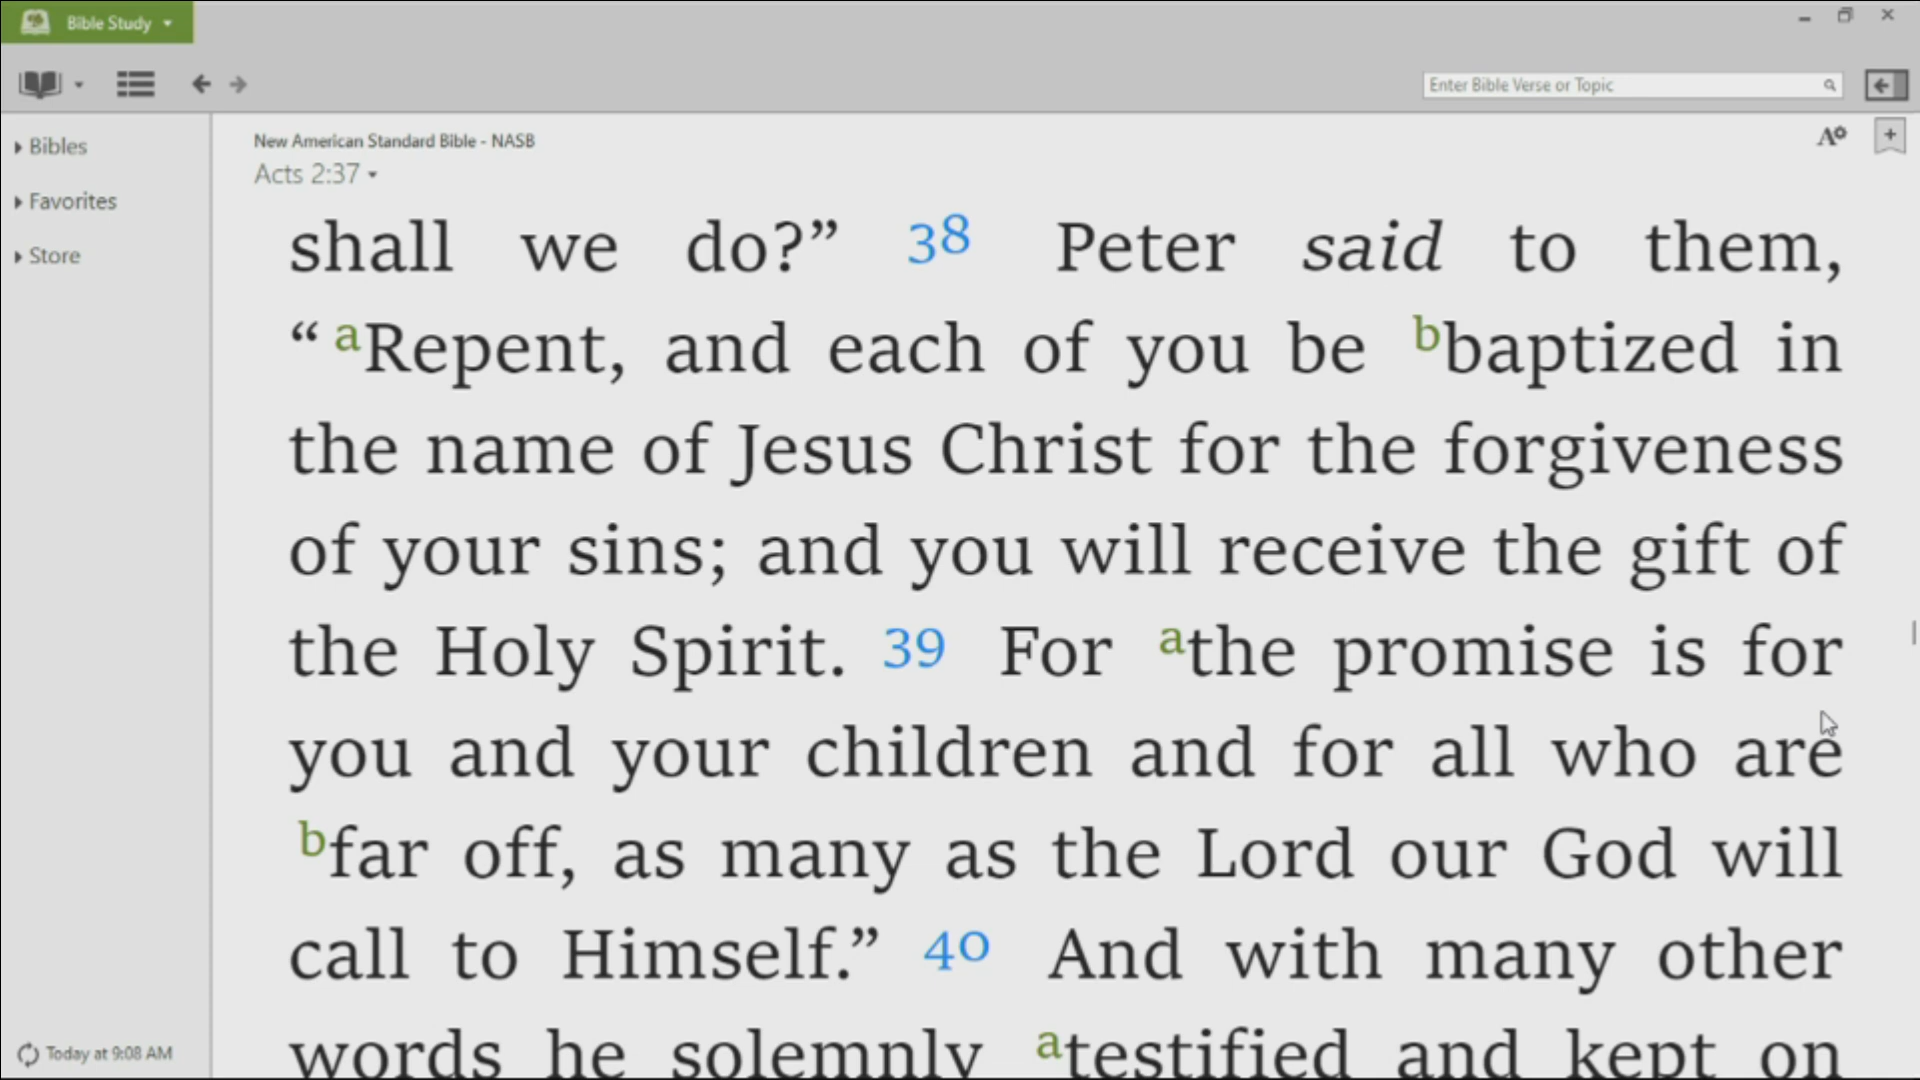 Bible Study
Enter Bible Verse or Topic
Bibles
Favorites
Store
New American Standard Bible - NASB
Acts 2:37
shall we do?” 38 Peter said to them,
“ aRepent, and each of you be bbaptized in
the name of Jesus Christ for the forgiveness
of your sins; and you will receive the gift of
the Holy Spirit. 39 For athe promise is for
you and your children and for all who are
bfar off, as many as the Lord our God will
call to Himself.” 40 And with many other
words he solemnly atestified and kept on
Today at 9:08 AM